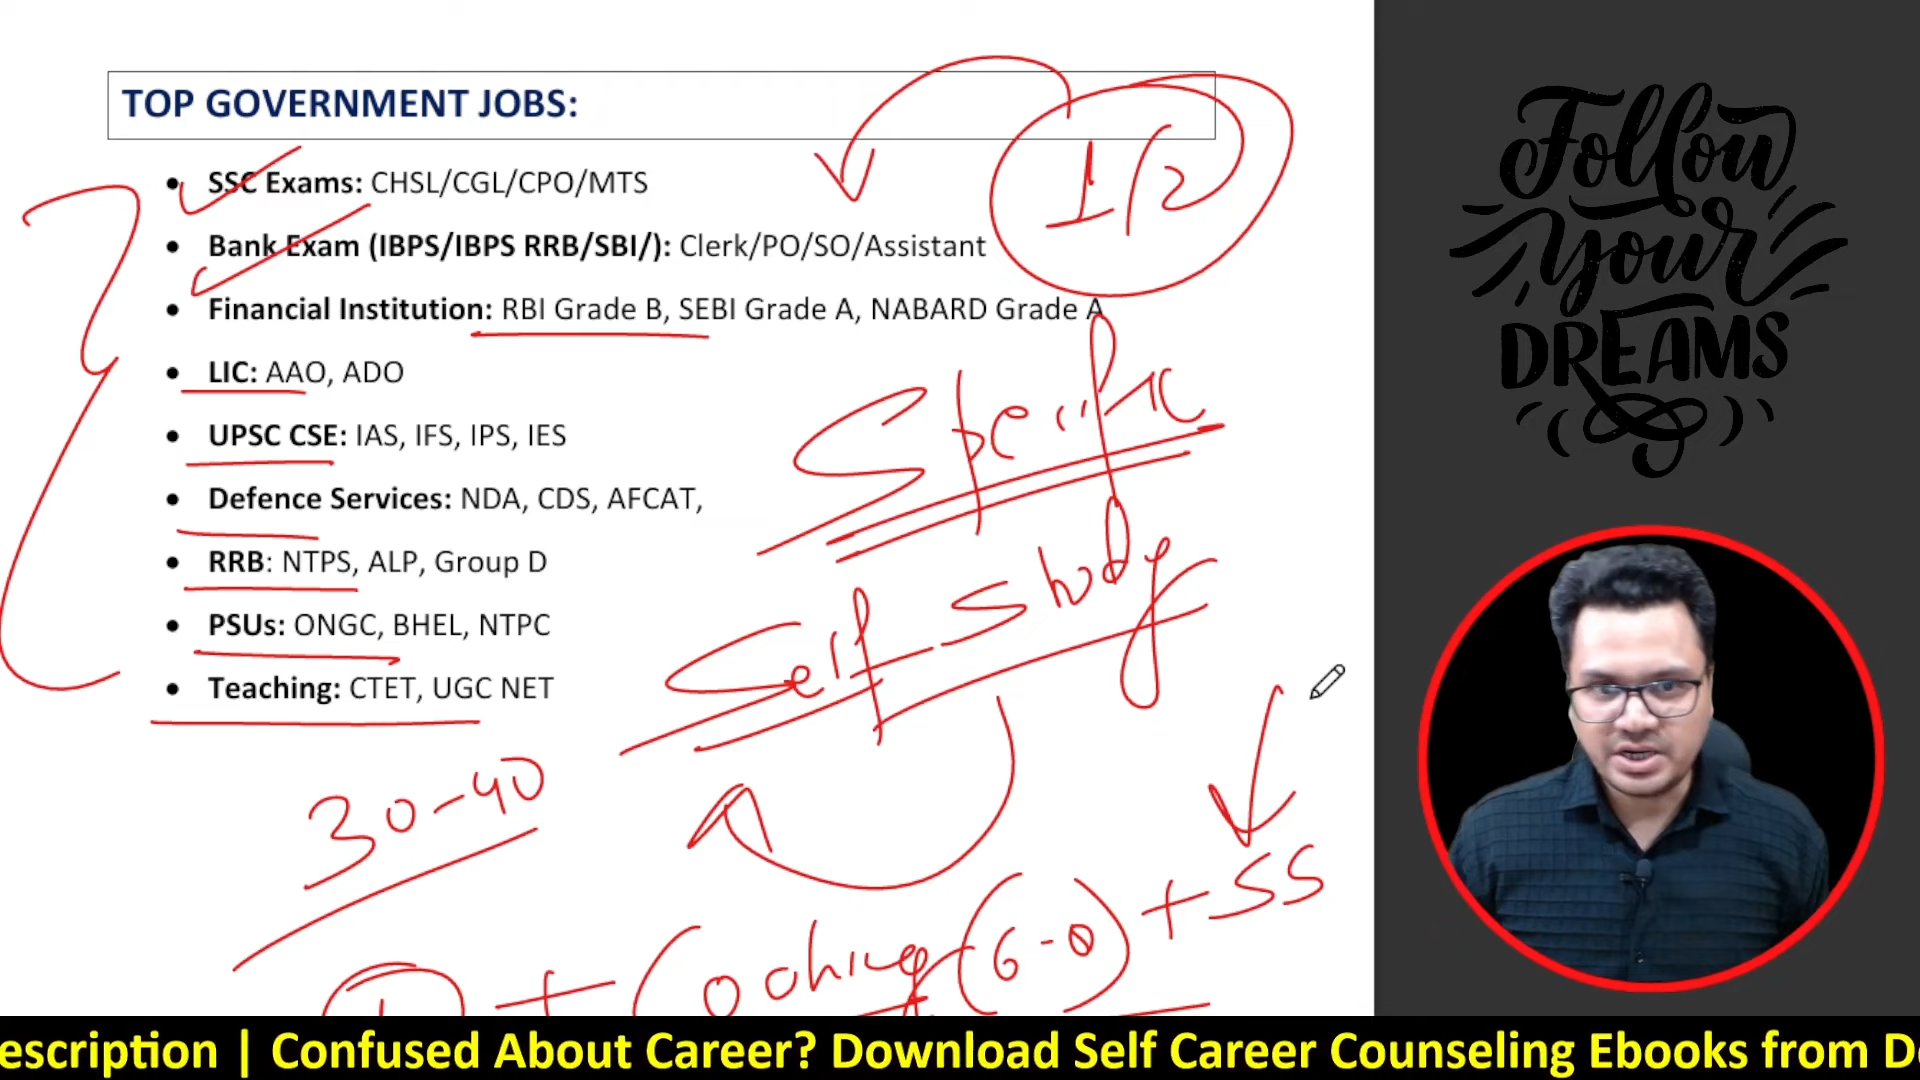 TOP GOVERNMENT JOBS:
1/2
• SSC Exams: CHSL/CGL/CPO/MTS
• Bank Exam (IBPS/IBPS RRB/SBI/): Clerk/PO/SO/Assistant
• Financial Institution: RBI Grade B, SEBI Grade A, NABARD Grade A
• LIC: AAO, ADO
Specific
• UPSC CSE: IAS, IFS, IPS, IES
• Defence Services: NDA, CDS, AFCAT,
• RRB: NTPS, ALP, Group D
Self Study
• PSUs: ONGC, BHEL, NTPC
• Teaching: CTET, UGC NET
30-40
+ Coaching (6-8) + SS
Follow
Your
DREAMS
escription | Confused About Career? Download Self Career Counseling Ebooks from De